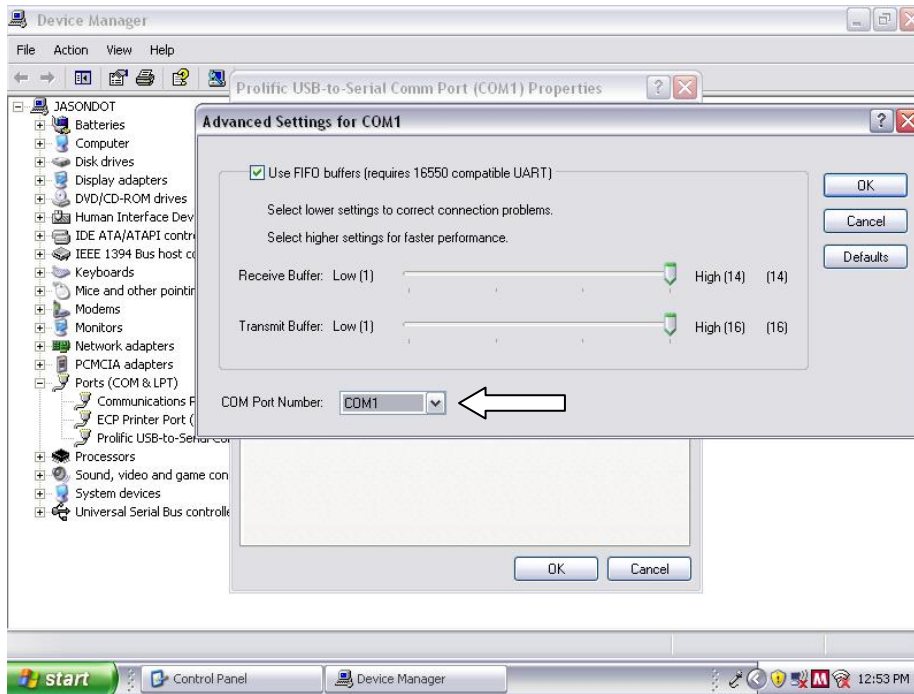 Device Manager
File Action View Help
Prolific USB-to-Serial Comm Port (COM1) Properties
JASONDOT
Batteries
Computer
Disk drives
Display adapters
DVD/CD-ROM drives
Human Interface Dev
IDE ATA/ATAPI contr
IEEE 1394 Bus host co
Keyboards
Mice and other pointin
Modems
Monitors
Network adapters
PCMCIA adapters
Ports (COM & LPT)
Communications P
ECP Printer Port (
Prolific USB-to-Serial Co
Processors
Sound, video and game con
System devices
Universal Serial Bus controlle
Advanced Settings for COM1
Use FIFO buffers (requires 16550 compatible UART)
Select lower settings to correct connection problems.
Select higher settings for faster performance.
Receive Buffer: Low (1) High (14) (14)
Transmit Buffer: Low (1) High (16) (16)
COM Port Number: COM1
OK
Cancel
Defaults
OK Cancel
start Control Panel Device Manager 12:53 PM